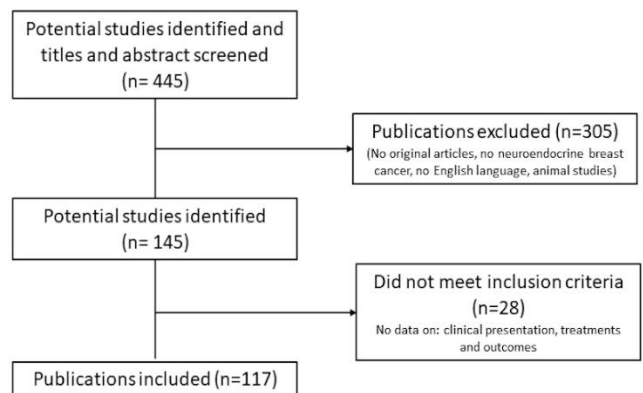 Potential studies identified and
titles and abstract screened
(n= 445)
Publications excluded (n=305)
(No original articles, no neuroendocrine breast
cancer, no English language, animal studies)
Potential studies identified
(n= 145)
Did not meet inclusion criteria
(n=28)
No data on: clinical presentation, treatments
and outcomes
Publications included (n=117)